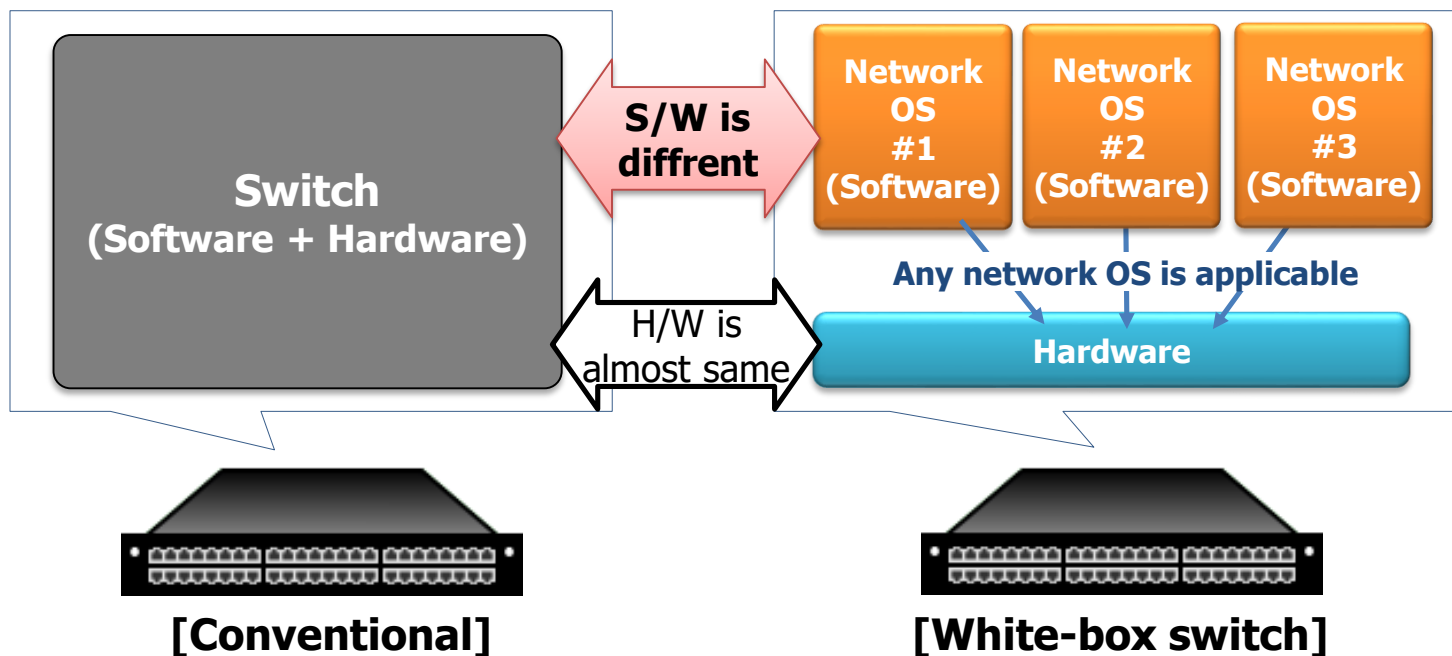 Switch
(Software + Hardware)
S/W is
diffrent
H/W is
almost same
Network
OS
#1
(Software)
Network
OS
#2
(Software)
Network
OS
#3
(Software)
Any network OS is applicable
Hardware
[Conventional]
[White-box switch]